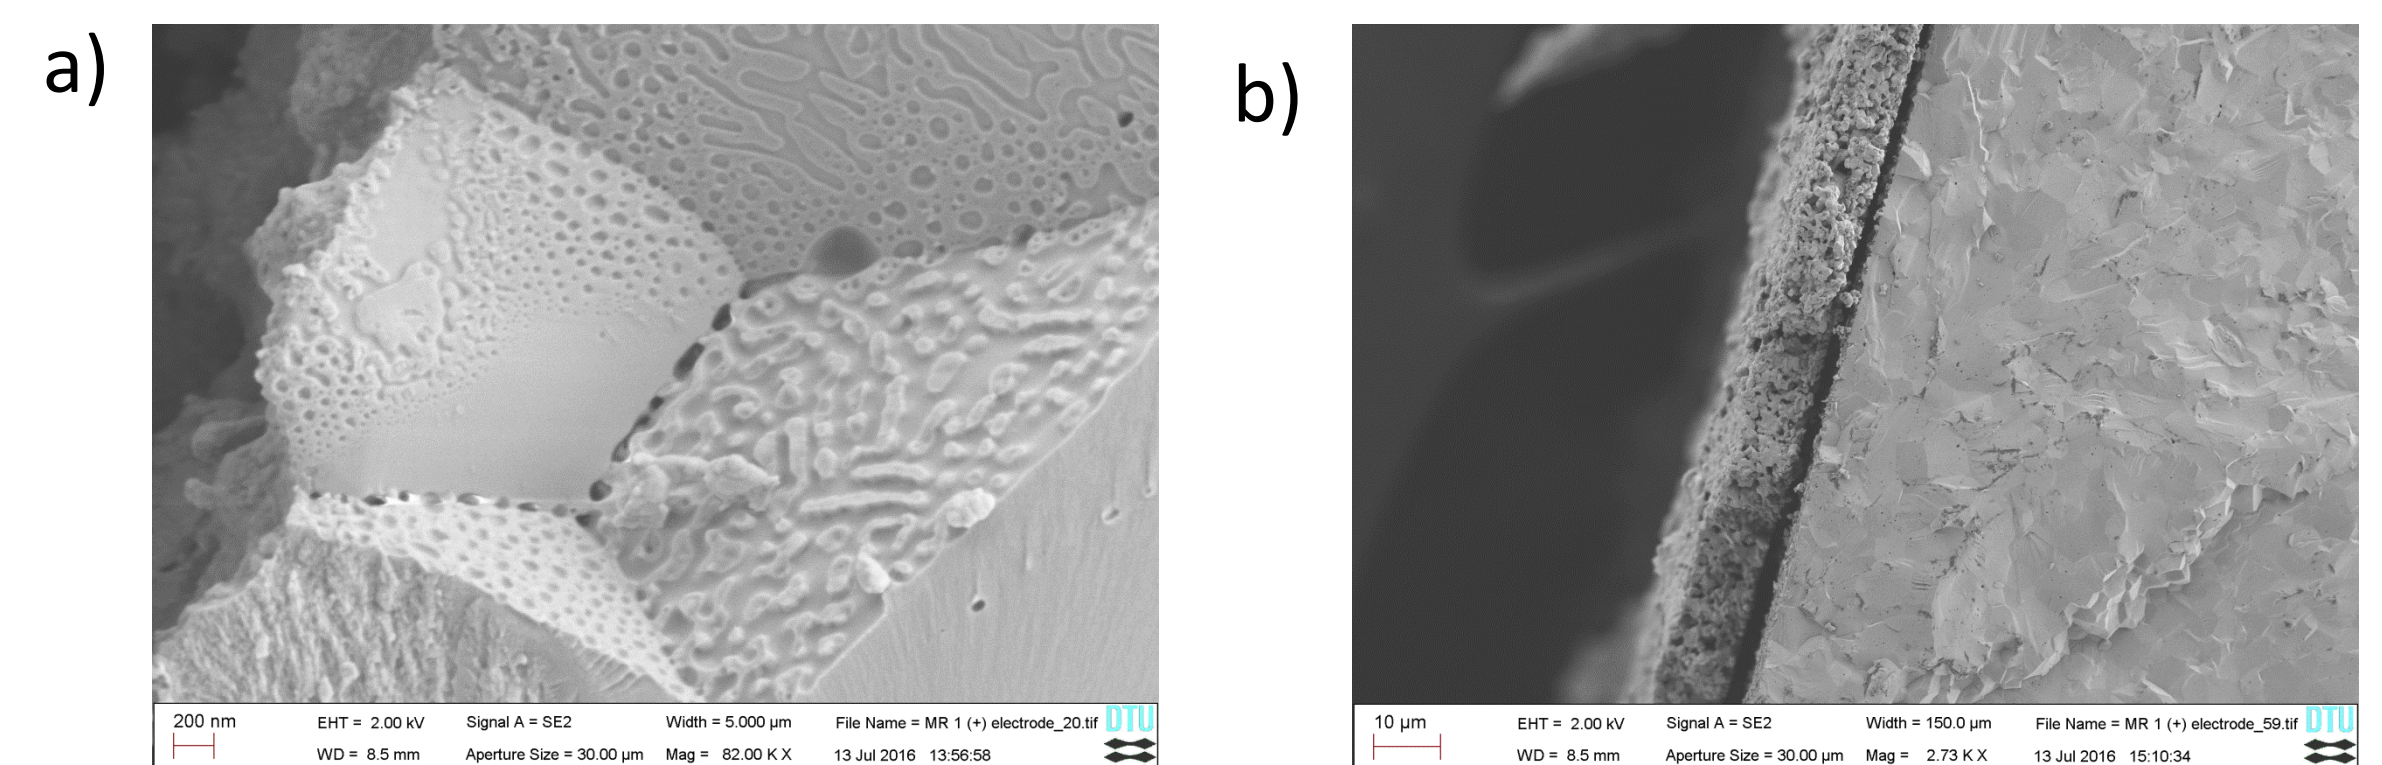 a)
200 nm EHT = 2.00 kV Signal A = SE2 Width = 5.000 µm File Name = MR 1 (+) electrode_20.tif DTU
WD = 8.5 mm Aperture Size = 30.00 µm Mag = 82.00 K X 13 Jul 2016 13:56:58
b)
10 µm EHT = 2.00 kV Signal A = SE2 Width = 150.0 µm File Name = MR 1 (+) electrode_59.tif DTU
WD = 8.5 mm Aperture Size = 30.00 µm Mag = 2.73 K X 13 Jul 2016 15:10:34